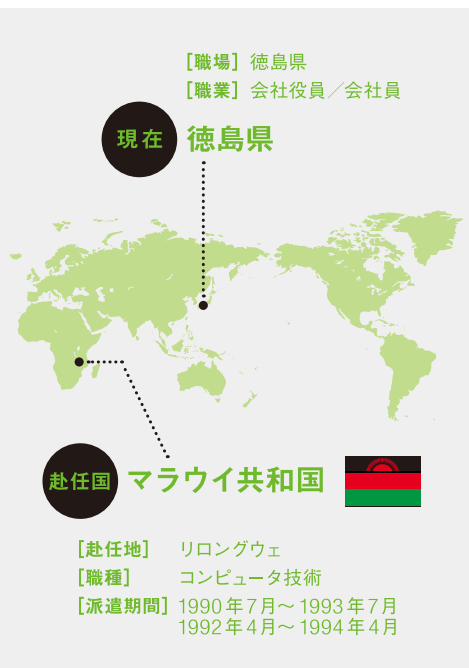 ［職場］徳島県
［職業］会社役員／会社員
現在 徳島県
赴任国 マラウイ共和国
［赴任地］ リロングウェ
［職種］ コンピュータ技術
［派遣期間］1990年7月〜1993年7月
1992年4月〜1994年4月